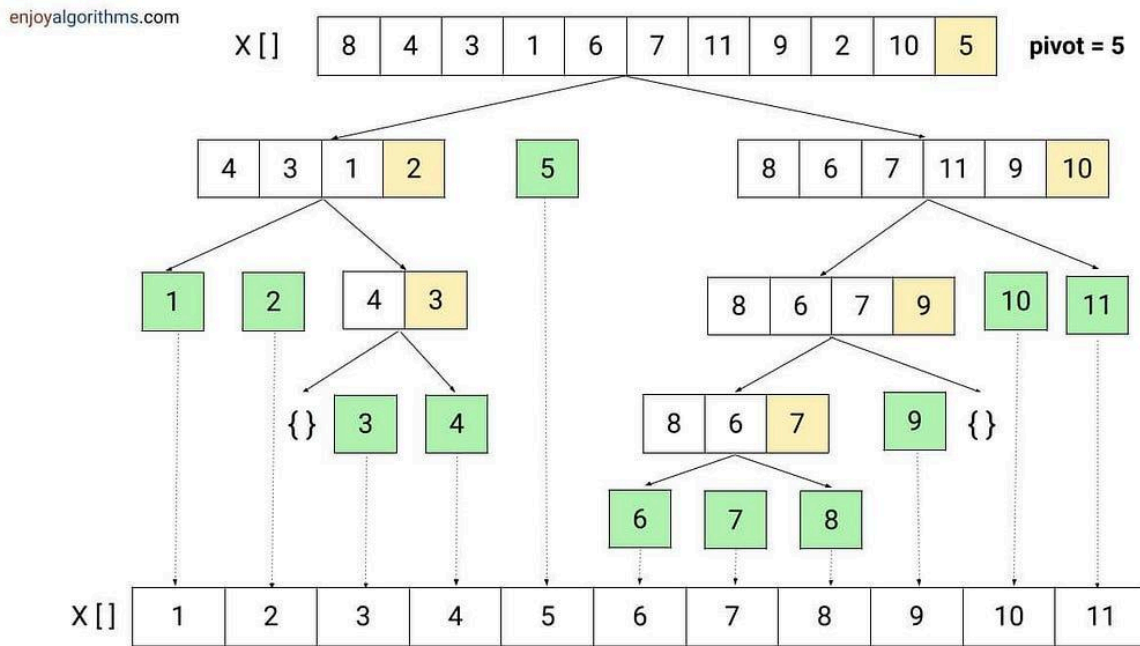 enjoyalgorithms.com
X [ ] 8 4 3 1 6 7 11 9 2 10 5 pivot = 5
4 3 1 2 5 8 6 7 11 9 10
1 2 4 3 8 6 7 9 10 11
{ } 3 4 8 6 7 9 { }
6 7 8
X [ ] 1 2 3 4 5 6 7 8 9 10 11